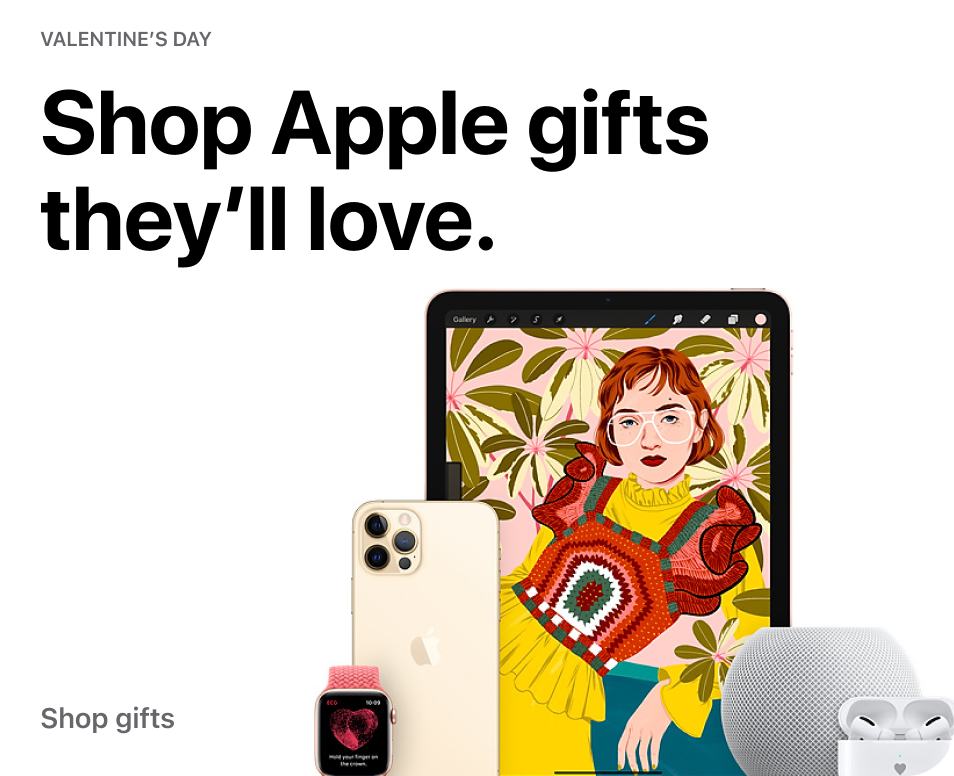 VALENTINE’S DAY
Shop Apple gifts
they’ll love.
Gallery
ECG 10:09
Hold your finger on
the crown.
Shop gifts